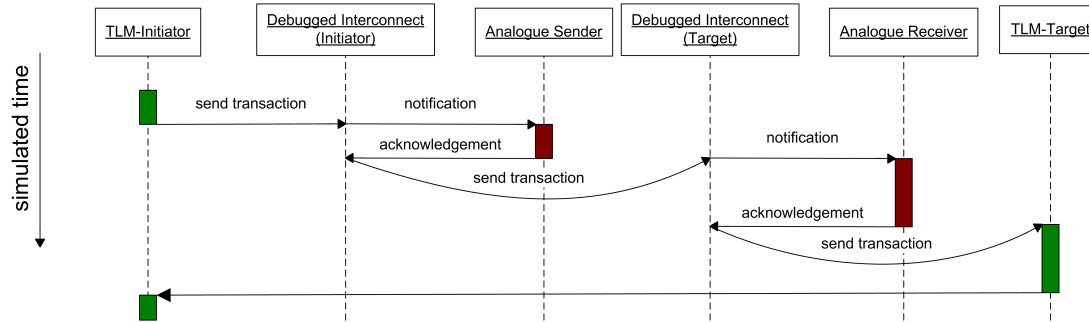 TLM-Initiator
Debugged Interconnect
(Initiator)
Analogue Sender
Debugged Interconnect
(Target)
Analogue Receiver
TLM-Target
simulated time
send transaction
notification
acknowledgement
send transaction
notification
acknowledgement
send transaction